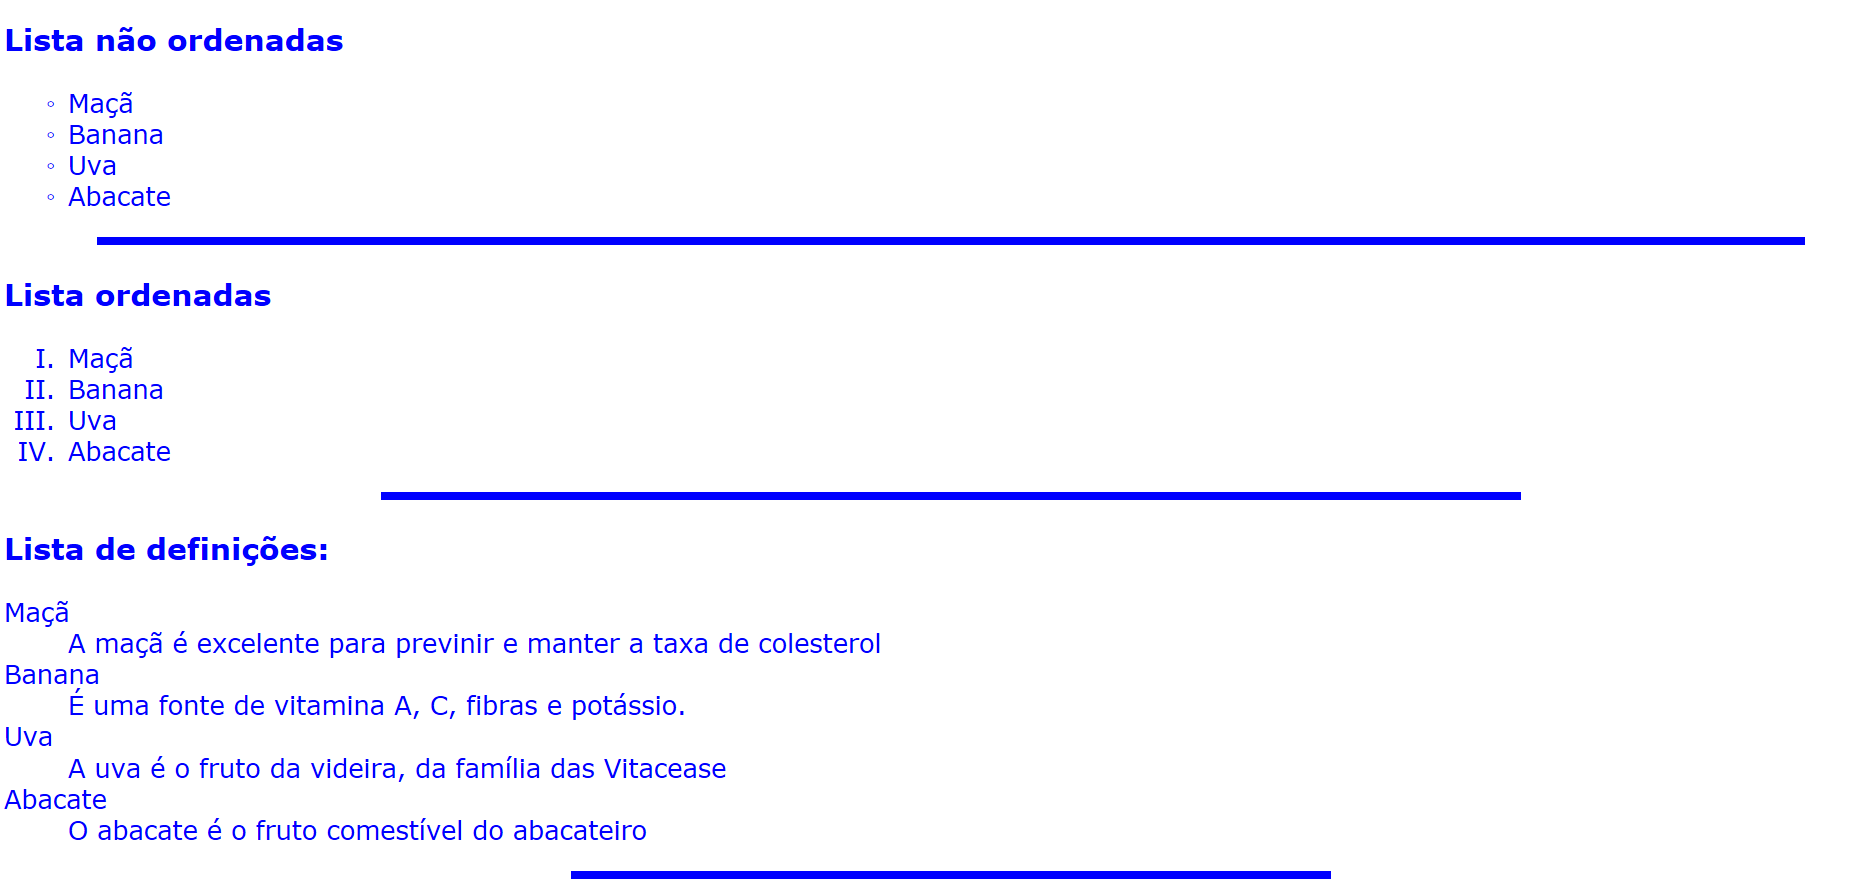 Lista não ordenadas
◦ Maçã
◦ Banana
◦ Uva
◦ Abacate
Lista ordenadas
I. Maçã
II. Banana
III. Uva
IV. Abacate
Lista de definições:
Maçã
A maçã é excelente para previnir e manter a taxa de colesterol
Banana
É uma fonte de vitamina A, C, fibras e potássio.
Uva
A uva é o fruto da videira, da família das Vitacease
Abacate
O abacate é o fruto comestível do abacateiro